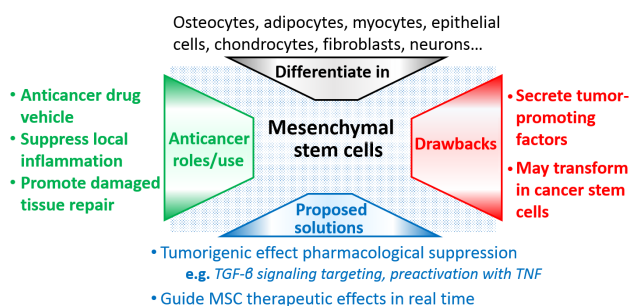 Osteocytes, adipocytes, myocytes, epithelial
cells, chondrocytes, fibroblasts, neurons…
Differentiate in
• Anticancer drug
vehicle
• Suppress local
inflammation
• Promote damaged
tissue repair
Anticancer
roles/use
Mesenchymal
stem cells
Drawbacks
• Secrete tumor-
promoting
factors
• May transform
in cancer stem
cells
Proposed
solutions
• Tumorigenic effect pharmacological suppression
e.g. TGF-β signaling targeting, preactivation with TNF
• Guide MSC therapeutic effects in real time